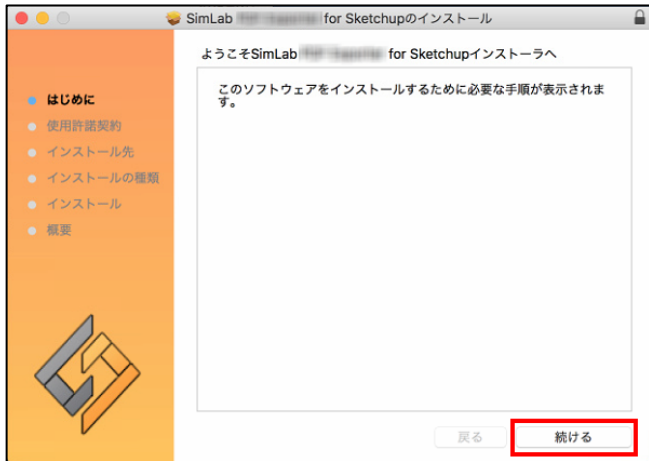 SimLab for Sketchupのインストール
ようこそSimLab for Sketchupインストーラへ
このソフトウェアをインストールするために必要な手順が表示されま
す。
はじめに
使用許諾契約
インストール先
インストールの種類
インストール
概要
戻る
続ける